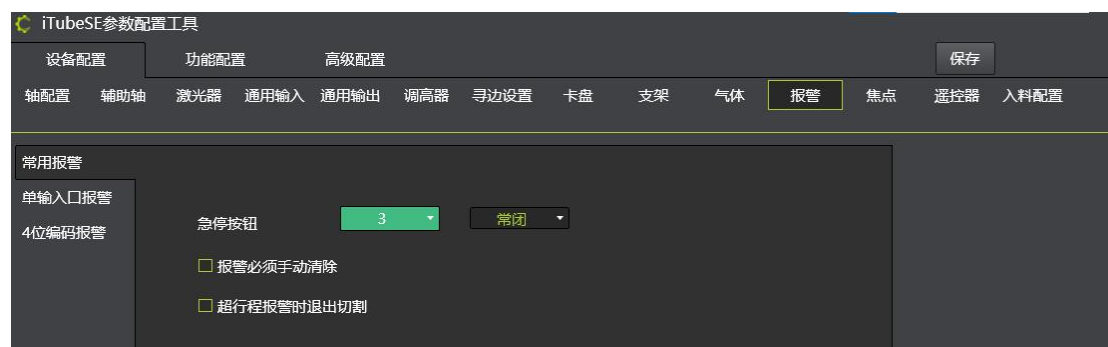 iTubeSE参数配置工具
设备配置 功能配置 高级配置 保存
轴配置 辅助轴 激光器 通用输入 通用输出 调高器 寻边设置 卡盘 支架 气体 报警 焦点 遥控器 入料配置
常用报警
单输入口报警
急停按钮 3 常闭
4位编码报警
报警必须手动清除
超行程报警时退出切割